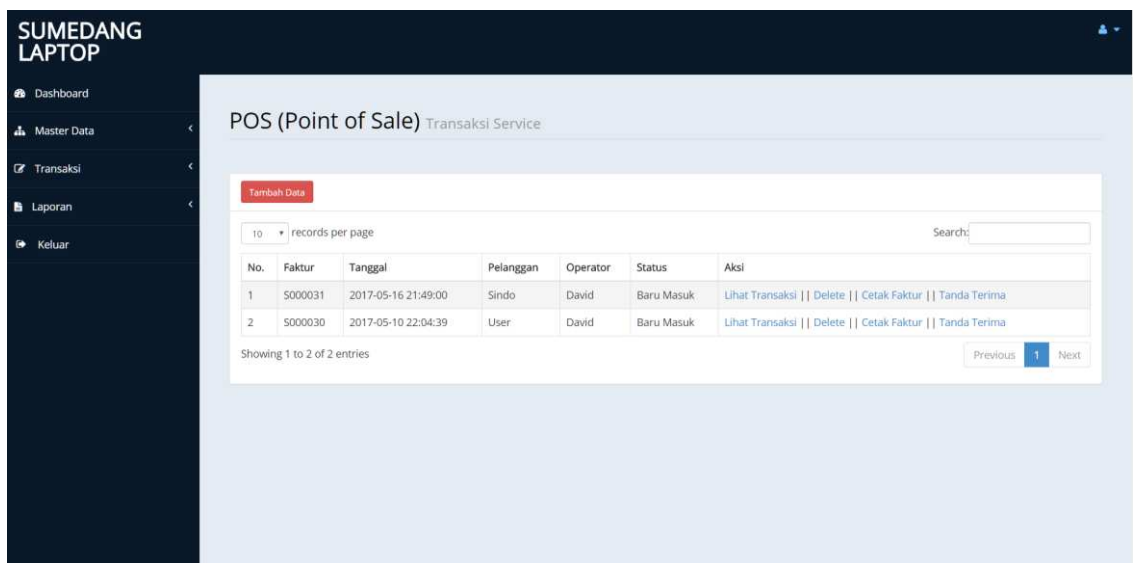 SUMEDANG
LAPTOP
Dashboard
Master Data
Transaksi
Laporan
Keluar
POS (Point of Sale) Transaksi Service
Tambah Data
10 records per page
Search:
No. Faktur Tanggal Pelanggan Operator Status Aksi
1 S000031 2017-05-16 21:49:00 Sindo David Baru Masuk Lihat Transaksi || Delete || Cetak Faktur || Tanda Terima
2 S000030 2017-05-10 22:04:39 User David Baru Masuk Lihat Transaksi || Delete || Cetak Faktur || Tanda Terima
Showing 1 to 2 of 2 entries
Previous 1 Next